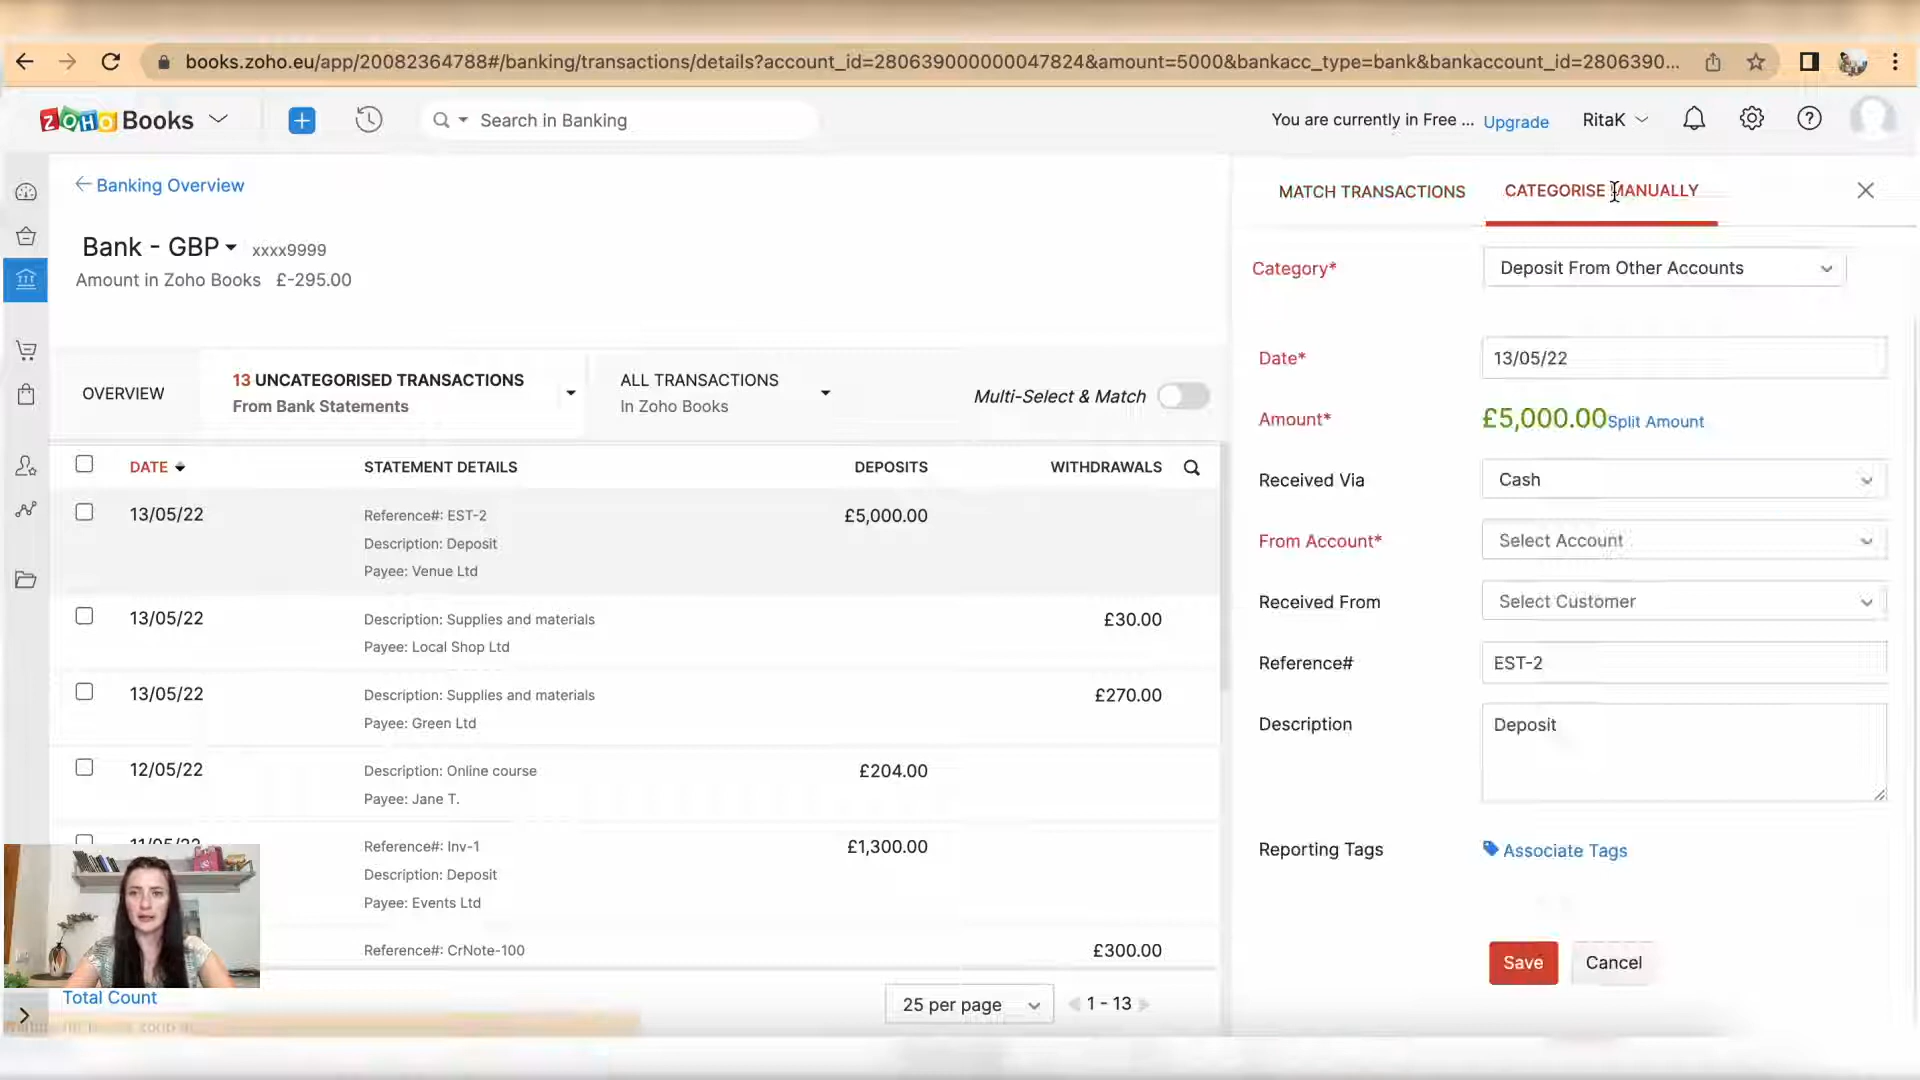 books.zoho.eu/app/20082364788#/banking/transactions/details?account_id=280639000000047824&amount=5000&bankacc_type=bank&bankaccount_id=2806390...
ZOHO Books
Search in Banking
You are currently in Free ... Upgrade
RitaK
Banking Overview
Bank - GBP xxxx9999
Amount in Zoho Books £-295.00
OVERVIEW
13 UNCATEGORISED TRANSACTIONS
From Bank Statements
ALL TRANSACTIONS
In Zoho Books
Multi-Select & Match
DATE STATEMENT DETAILS DEPOSITS WITHDRAWALS
13/05/22 Reference#: EST-2 £5,000.00
Description: Deposit
Payee: Venue Ltd
13/05/22 Description: Supplies and materials £30.00
Payee: Local Shop Ltd
13/05/22 Description: Supplies and materials £270.00
Payee: Green Ltd
12/05/22 Description: Online course £204.00
Payee: Jane T.
11/05/22 Reference#: Inv-1 £1,300.00
Description: Deposit
Payee: Events Ltd
Reference#: CrNote-100 £300.00
Total Count
25 per page
1 - 13
MATCH TRANSACTIONS
CATEGORISE MANUALLY
Category* Deposit From Other Accounts
Date* 13/05/22
Amount* £5,000.00 Split Amount
Received Via Cash
From Account* Select Account
Received From Select Customer
Reference# EST-2
Description Deposit
Reporting Tags Associate Tags
Save Cancel